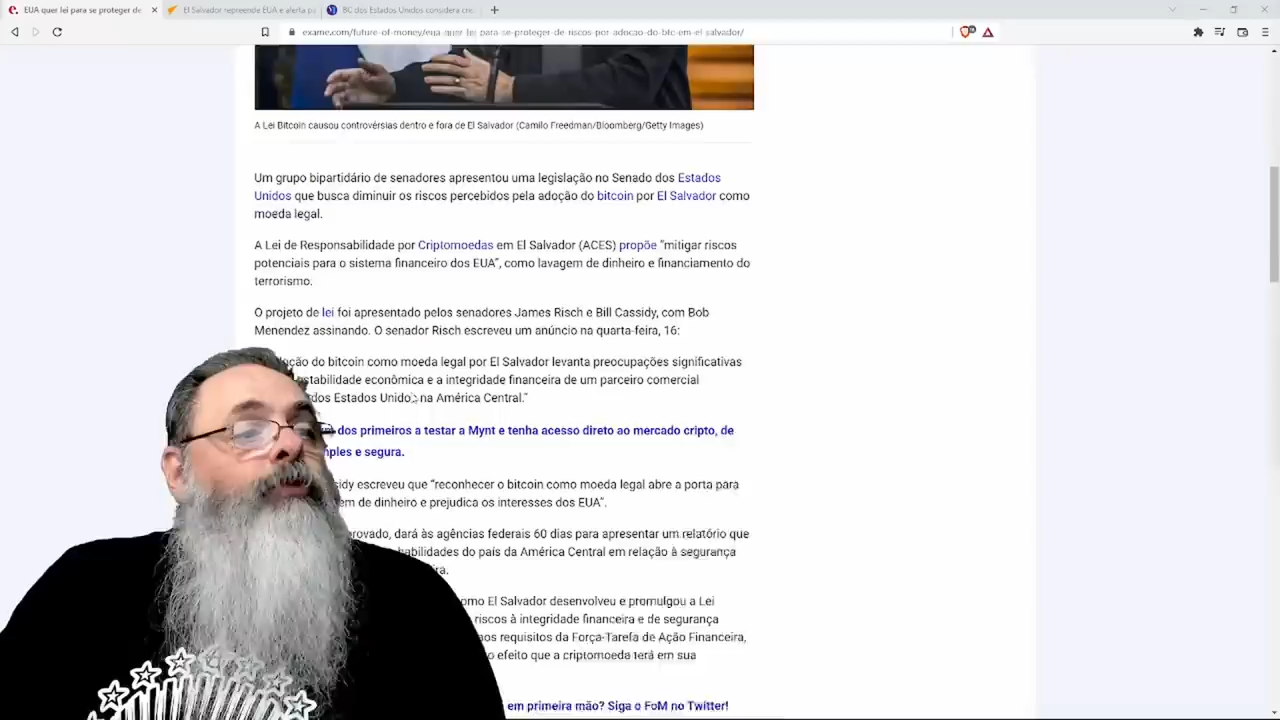 EUA quer lei para se proteger de
El Salvador repreende EUA e alerta pa
BC dos Estados Unidos considera cre
exame.com/future-of-money/eua-quer-lei-para-se-proteger-de-riscos-por-adocao-do-btc-em-el-salvador/
A Lei Bitcoin causou controvérsias dentro e fora de El Salvador (Camilo Freedman/Bloomberg/Getty Images)
Um grupo bipartidário de senadores apresentou uma legislação no Senado dos Estados
Unidos que busca diminuir os riscos percebidos pela adoção do bitcoin por El Salvador como
moeda legal.
A Lei de Responsabilidade por Criptomoedas em El Salvador (ACES) propõe “mitigar riscos
potenciais para o sistema financeiro dos EUA”, como lavagem de dinheiro e financiamento do
terrorismo.
O projeto de lei foi apresentado pelos senadores James Risch e Bill Cassidy, com Bob
Menendez assinando. O senador Risch escreveu um anúncio na quarta-feira, 16:
do bitcoin como moeda legal por El Salvador levanta preocupações significativas
econômica e a integridade financeira de um parceiro comercial
dos Estados Unido, na América Central.”
dos primeiros a testar a Mynt e tenha acesso direto ao mercado cripto, de
e segura.
escreveu que “reconhecer o bitcoin como moeda legal abre a porta para
de dinheiro e prejudica os interesses dos EUA”.
dará às agências federais 60 dias para apresentar um relatório que
habilidades do país da América Central em relação à segurança
El Salvador desenvolveu e promulgou a Lei
riscos à integridade financeira e de segurança
requisitos da Força-Tarefa de Ação Financeira,
efeito que a criptomoeda terá em sua
em primeira mão? Siga o FoM no Twitter!